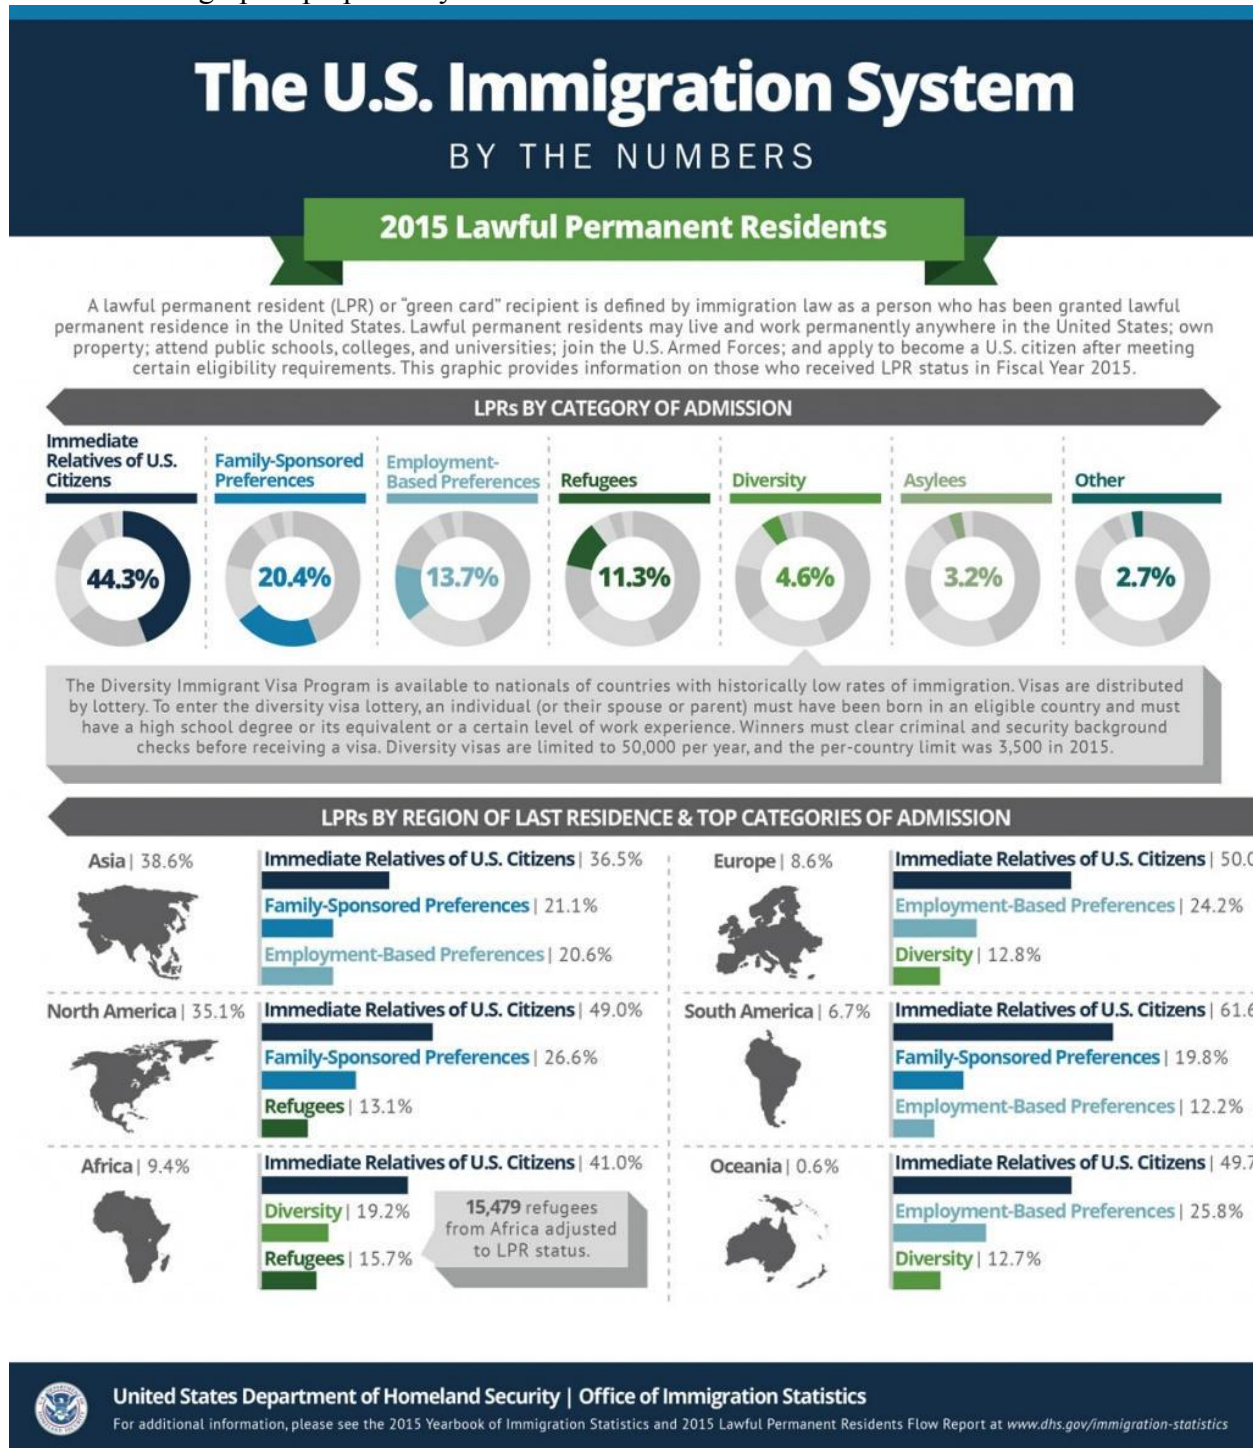 The U.S. Immigration System
BY THE NUMBERS
2015 Lawful Permanent Residents
A lawful permanent resident (LPR) or “green card” recipient is defined by immigration law as a person who has been granted lawful
permanent residence in the United States. Lawful permanent residents may live and work permanently anywhere in the United States; own
property; attend public schools, colleges, and universities; join the U.S. Armed Forces; and apply to become a U.S. citizen after meeting
certain eligibility requirements. This graphic provides information on those who received LPR status in Fiscal Year 2015.
LPRs BY CATEGORY OF ADMISSION
Immediate
Relatives of U.S.
Citizens
44.3%
Family-Sponsored
Preferences
20.4%
Employment-
Based Preferences
13.7%
Refugees
11.3%
Diversity
4.6%
Asylees
3.2%
Other
2.7%
The Diversity Immigrant Visa Program is available to nationals of countries with historically low rates of immigration. Visas are distributed
by lottery. To enter the diversity visa lottery, an individual (or their spouse or parent) must have been born in an eligible country and must
have a high school degree or its equivalent or a certain level of work experience. Winners must clear criminal and security background
checks before receiving a visa. Diversity visas are limited to 50,000 per year, and the per-country limit was 3,500 in 2015.
LPRs BY REGION OF LAST RESIDENCE & TOP CATEGORIES OF ADMISSION
Asia | 38.6%
Immediate Relatives of U.S. Citizens | 36.5%
Family-Sponsored Preferences | 21.1%
Employment-Based Preferences | 20.6%
Europe | 8.6%
Immediate Relatives of U.S. Citizens | 50.
Employment-Based Preferences | 24.2%
Diversity | 12.8%
North America | 35.1%
Immediate Relatives of U.S. Citizens | 49.0%
Family-Sponsored Preferences | 26.6%
Refugees | 13.1%
South America | 6.7%
Immediate Relatives of U.S. Citizens | 61.
Family-Sponsored Preferences | 19.8%
Employment-Based Preferences | 12.2%
Africa | 9.4%
Immediate Relatives of U.S. Citizens | 41.0%
Diversity | 19.2%
Refugees | 15.7%
15,479 refugees
from Africa adjusted
to LPR status.
Oceania | 0.6%
Immediate Relatives of U.S. Citizens | 49.7
Employment-Based Preferences | 25.8%
Diversity | 12.7%
United States Department of Homeland Security | Office of Immigration Statistics
For additional information, please see the 2015 Yearbook of Immigration Statistics and 2015 Lawful Permanent Residents Flow Report at www.dhs.gov/immigration-statistics